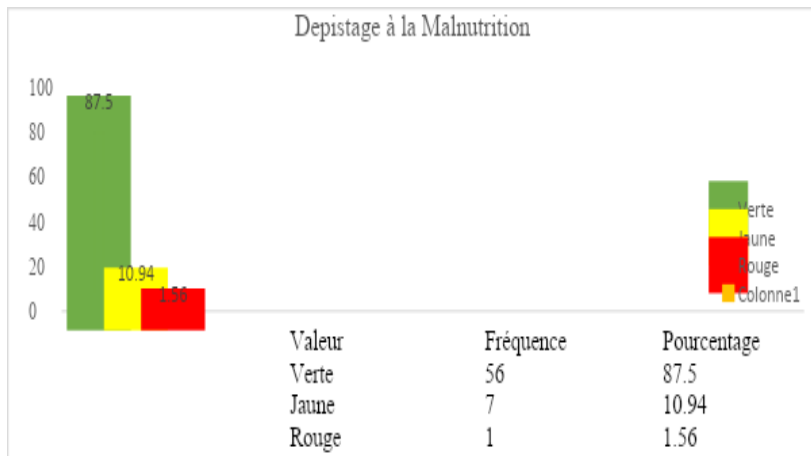 Depistage à la Malnutrition
100
80
60
40
20
0
87.5
10.94
1.56
Verte
Jaune
Rouge
Colonne1
Valeur Fréquence Pourcentage
Verte 56 87.5
Jaune 7 10.94
Rouge 1 1.56